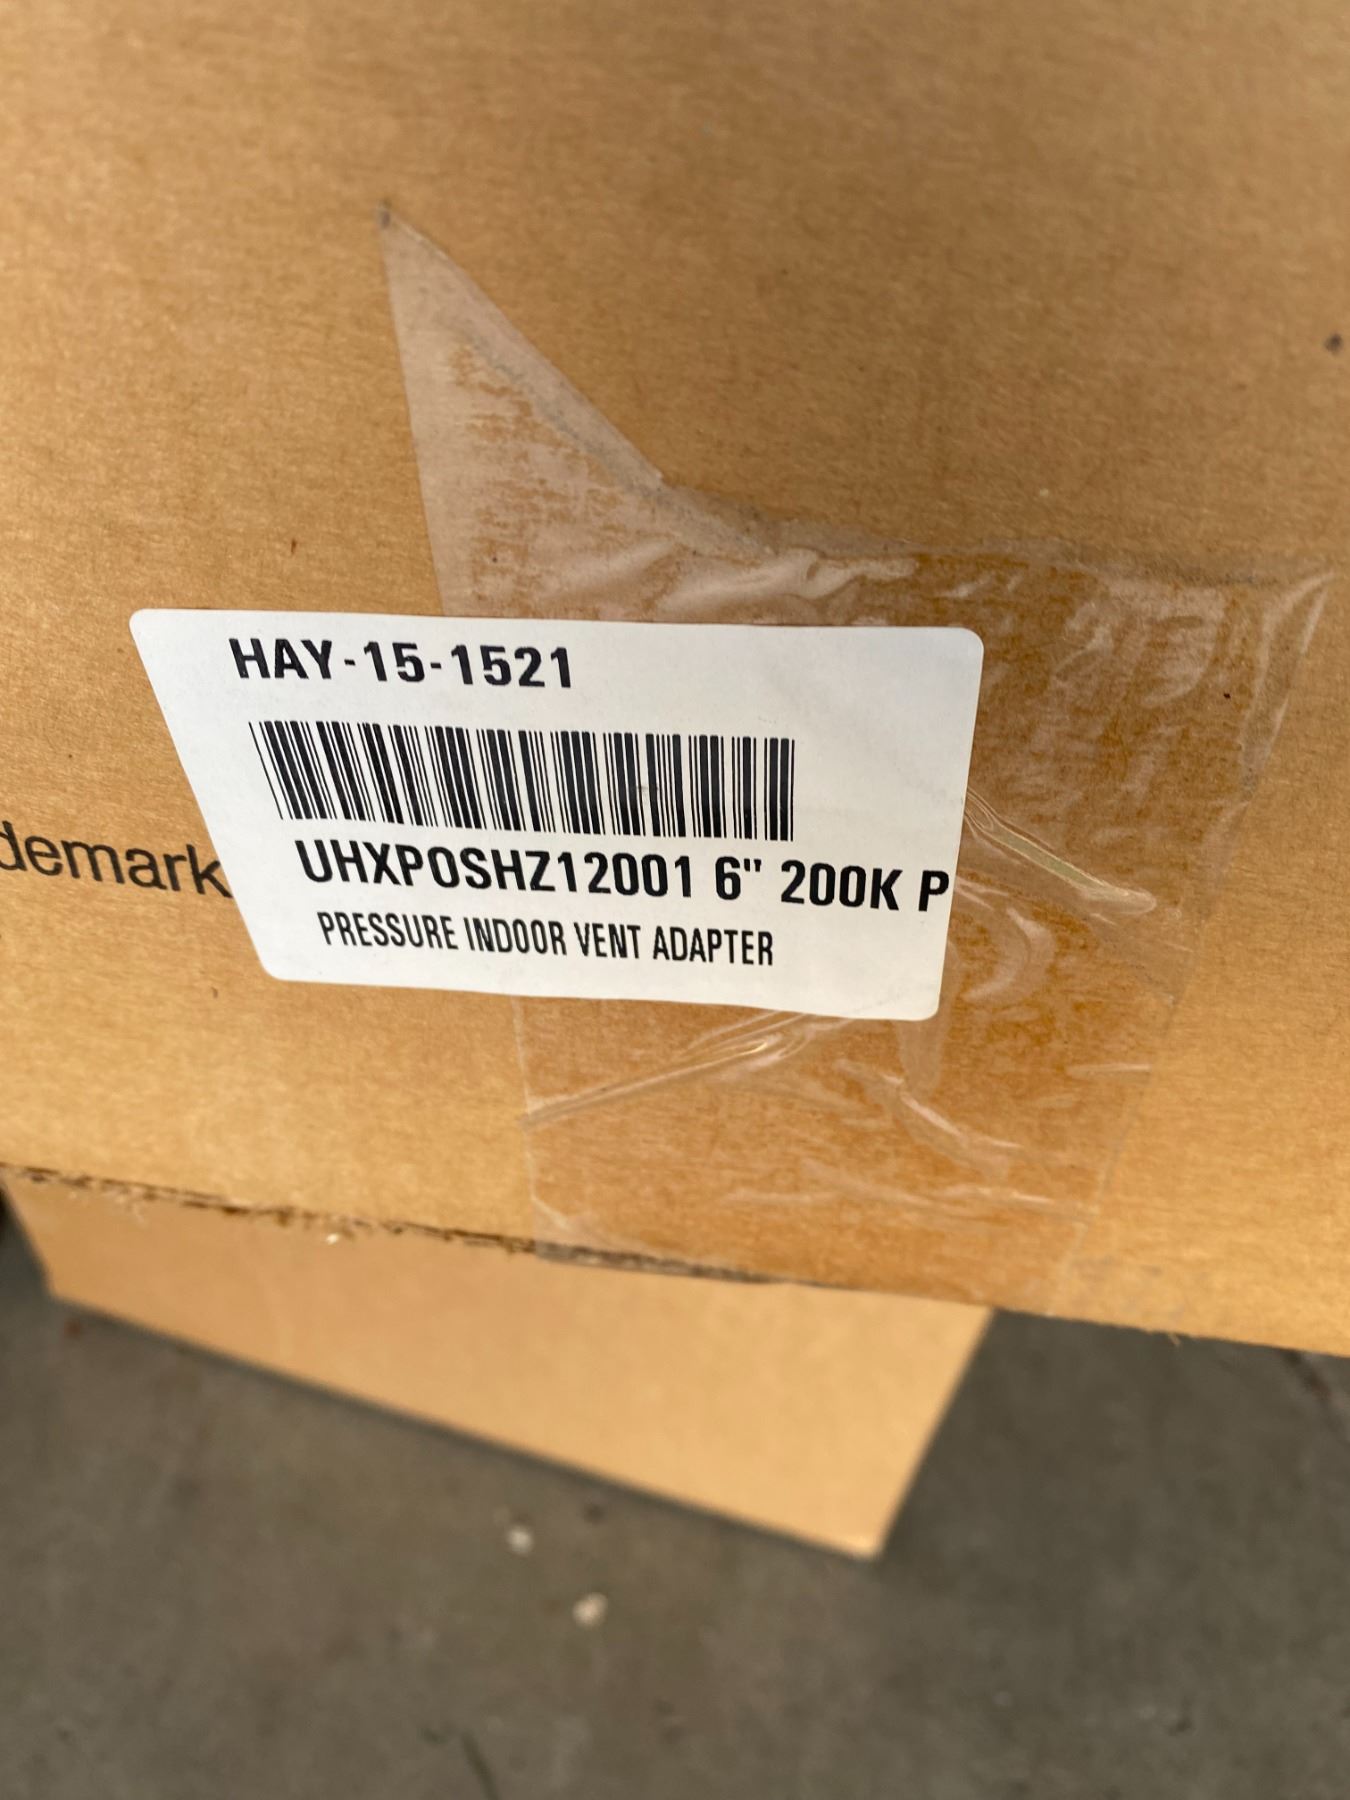 HAY-15-1521
UHXPOSHZ12001 6" 200K P
PRESSURE INDOOR VENT ADAPTER
demark